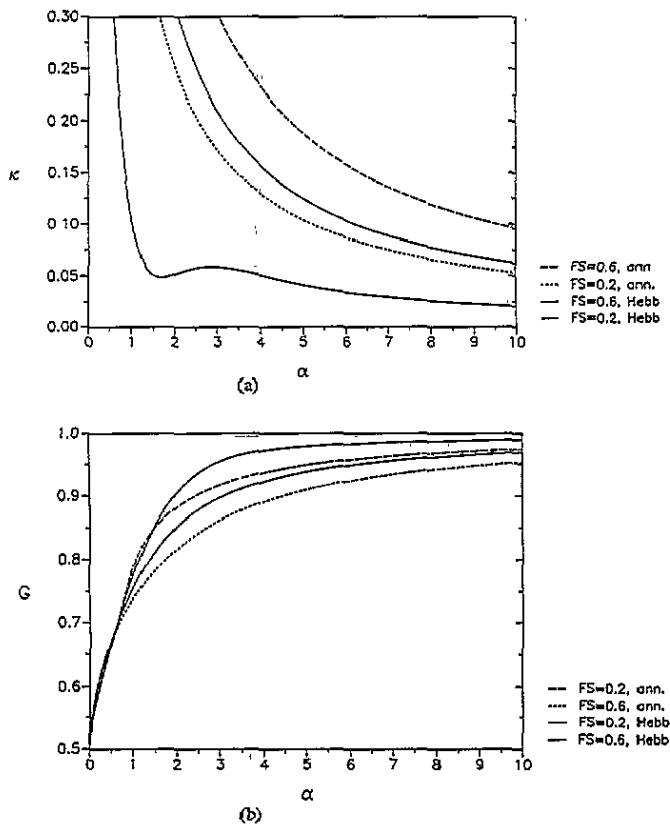 0.30
0.25
0.20
0.15
0.10
0.05
0.00
κ
0 1 2 3 4 5 6 7 8 9 10
α
(a)
FS=0.6, ann
FS=0.2, ann.
FS=0.6, Hebb
FS=0.2, Hebb
1.0
0.9
0.8
0.7
0.6
0.5
G
0 1 2 3 4 5 6 7 8 9 10
α
(b)
FS=0.2, ann.
FS=0.6, ann.
FS=0.2, Hebb
FS=0.6, Hebb